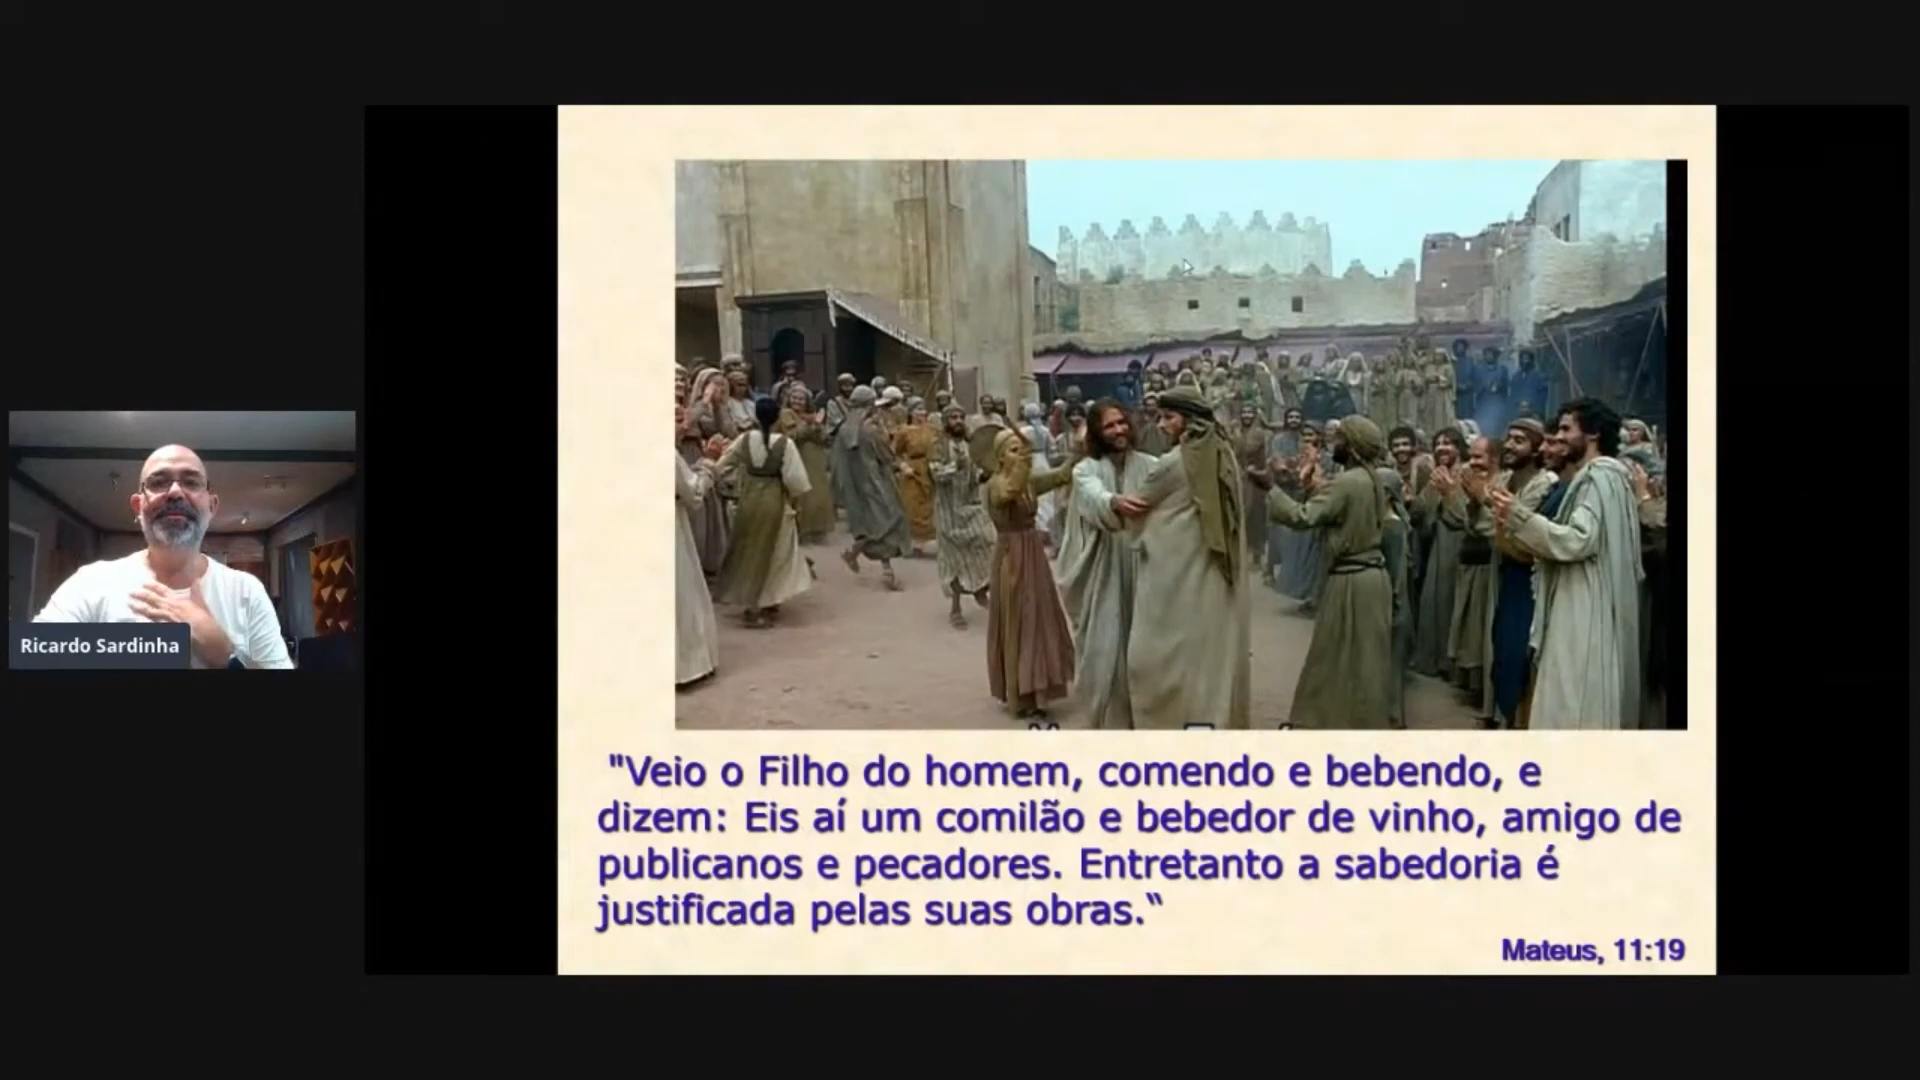 Ricardo Sardinha
"Veio o Filho do homem, comendo e bebendo, e
dizem: Eis aí um comilão e bebedor de vinho, amigo de
publicanos e pecadores. Entretanto a sabedoria é
justificada pelas suas obras.“
Mateus, 11:19